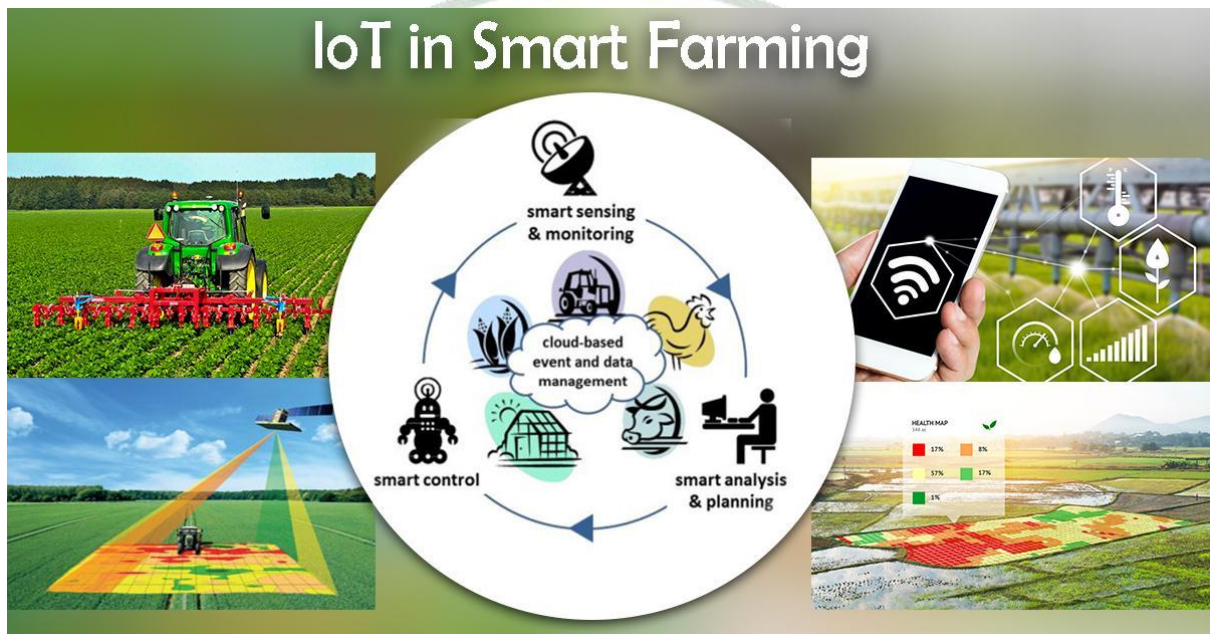 IoT in Smart Farming
smart sensing
& monitoring
cloud-based
event and data
management
smart control
smart analysis
& planning
HEALTH MAP
17%
8%
57%
17%
1%